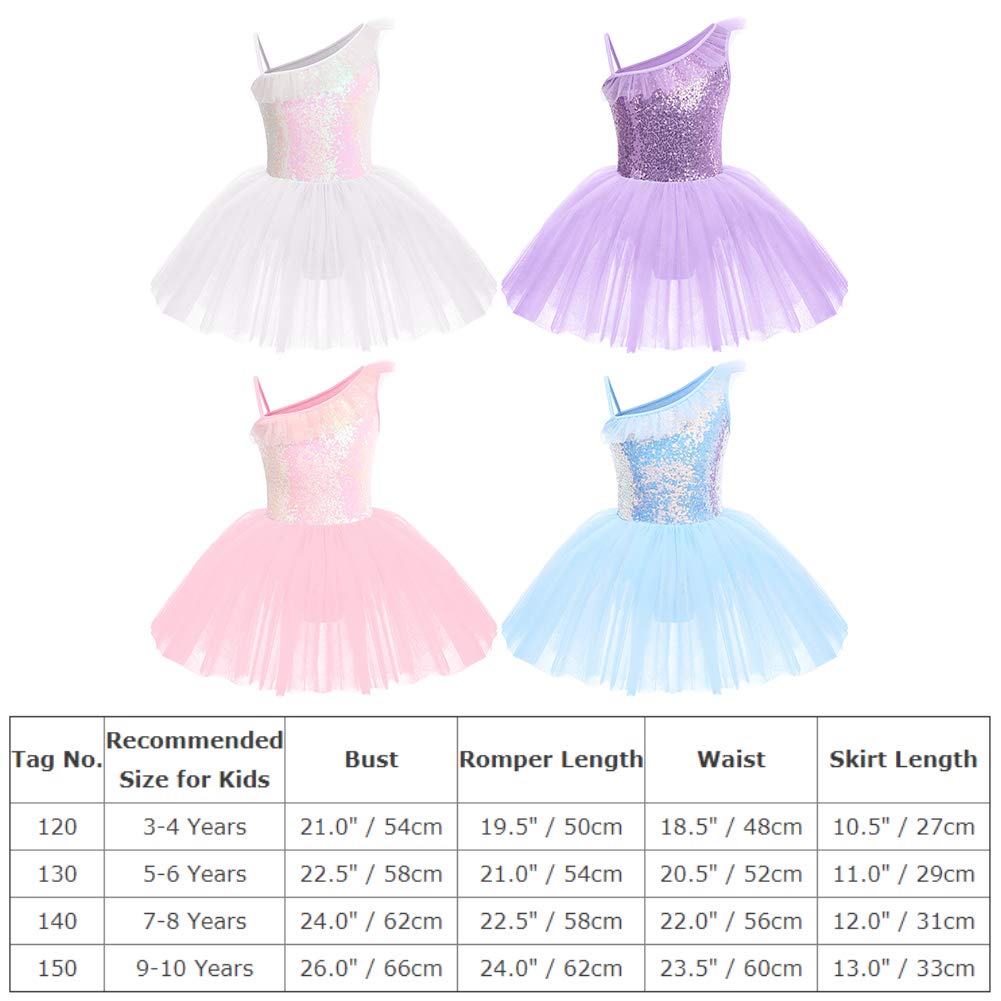 Tag No. Recommended Size for Kids Bust Romper Length Waist Skirt Length
120 3-4 Years 21.0" / 54cm 19.5" / 50cm 18.5" / 48cm 10.5" / 27cm
130 5-6 Years 22.5" / 58cm 21.0" / 54cm 20.5" / 52cm 11.0" / 29cm
140 7-8 Years 24.0" / 62cm 22.5" / 58cm 22.0" / 56cm 12.0" / 31cm
150 9-10 Years 26.0" / 66cm 24.0" / 62cm 23.5" / 60cm 13.0" / 33cm